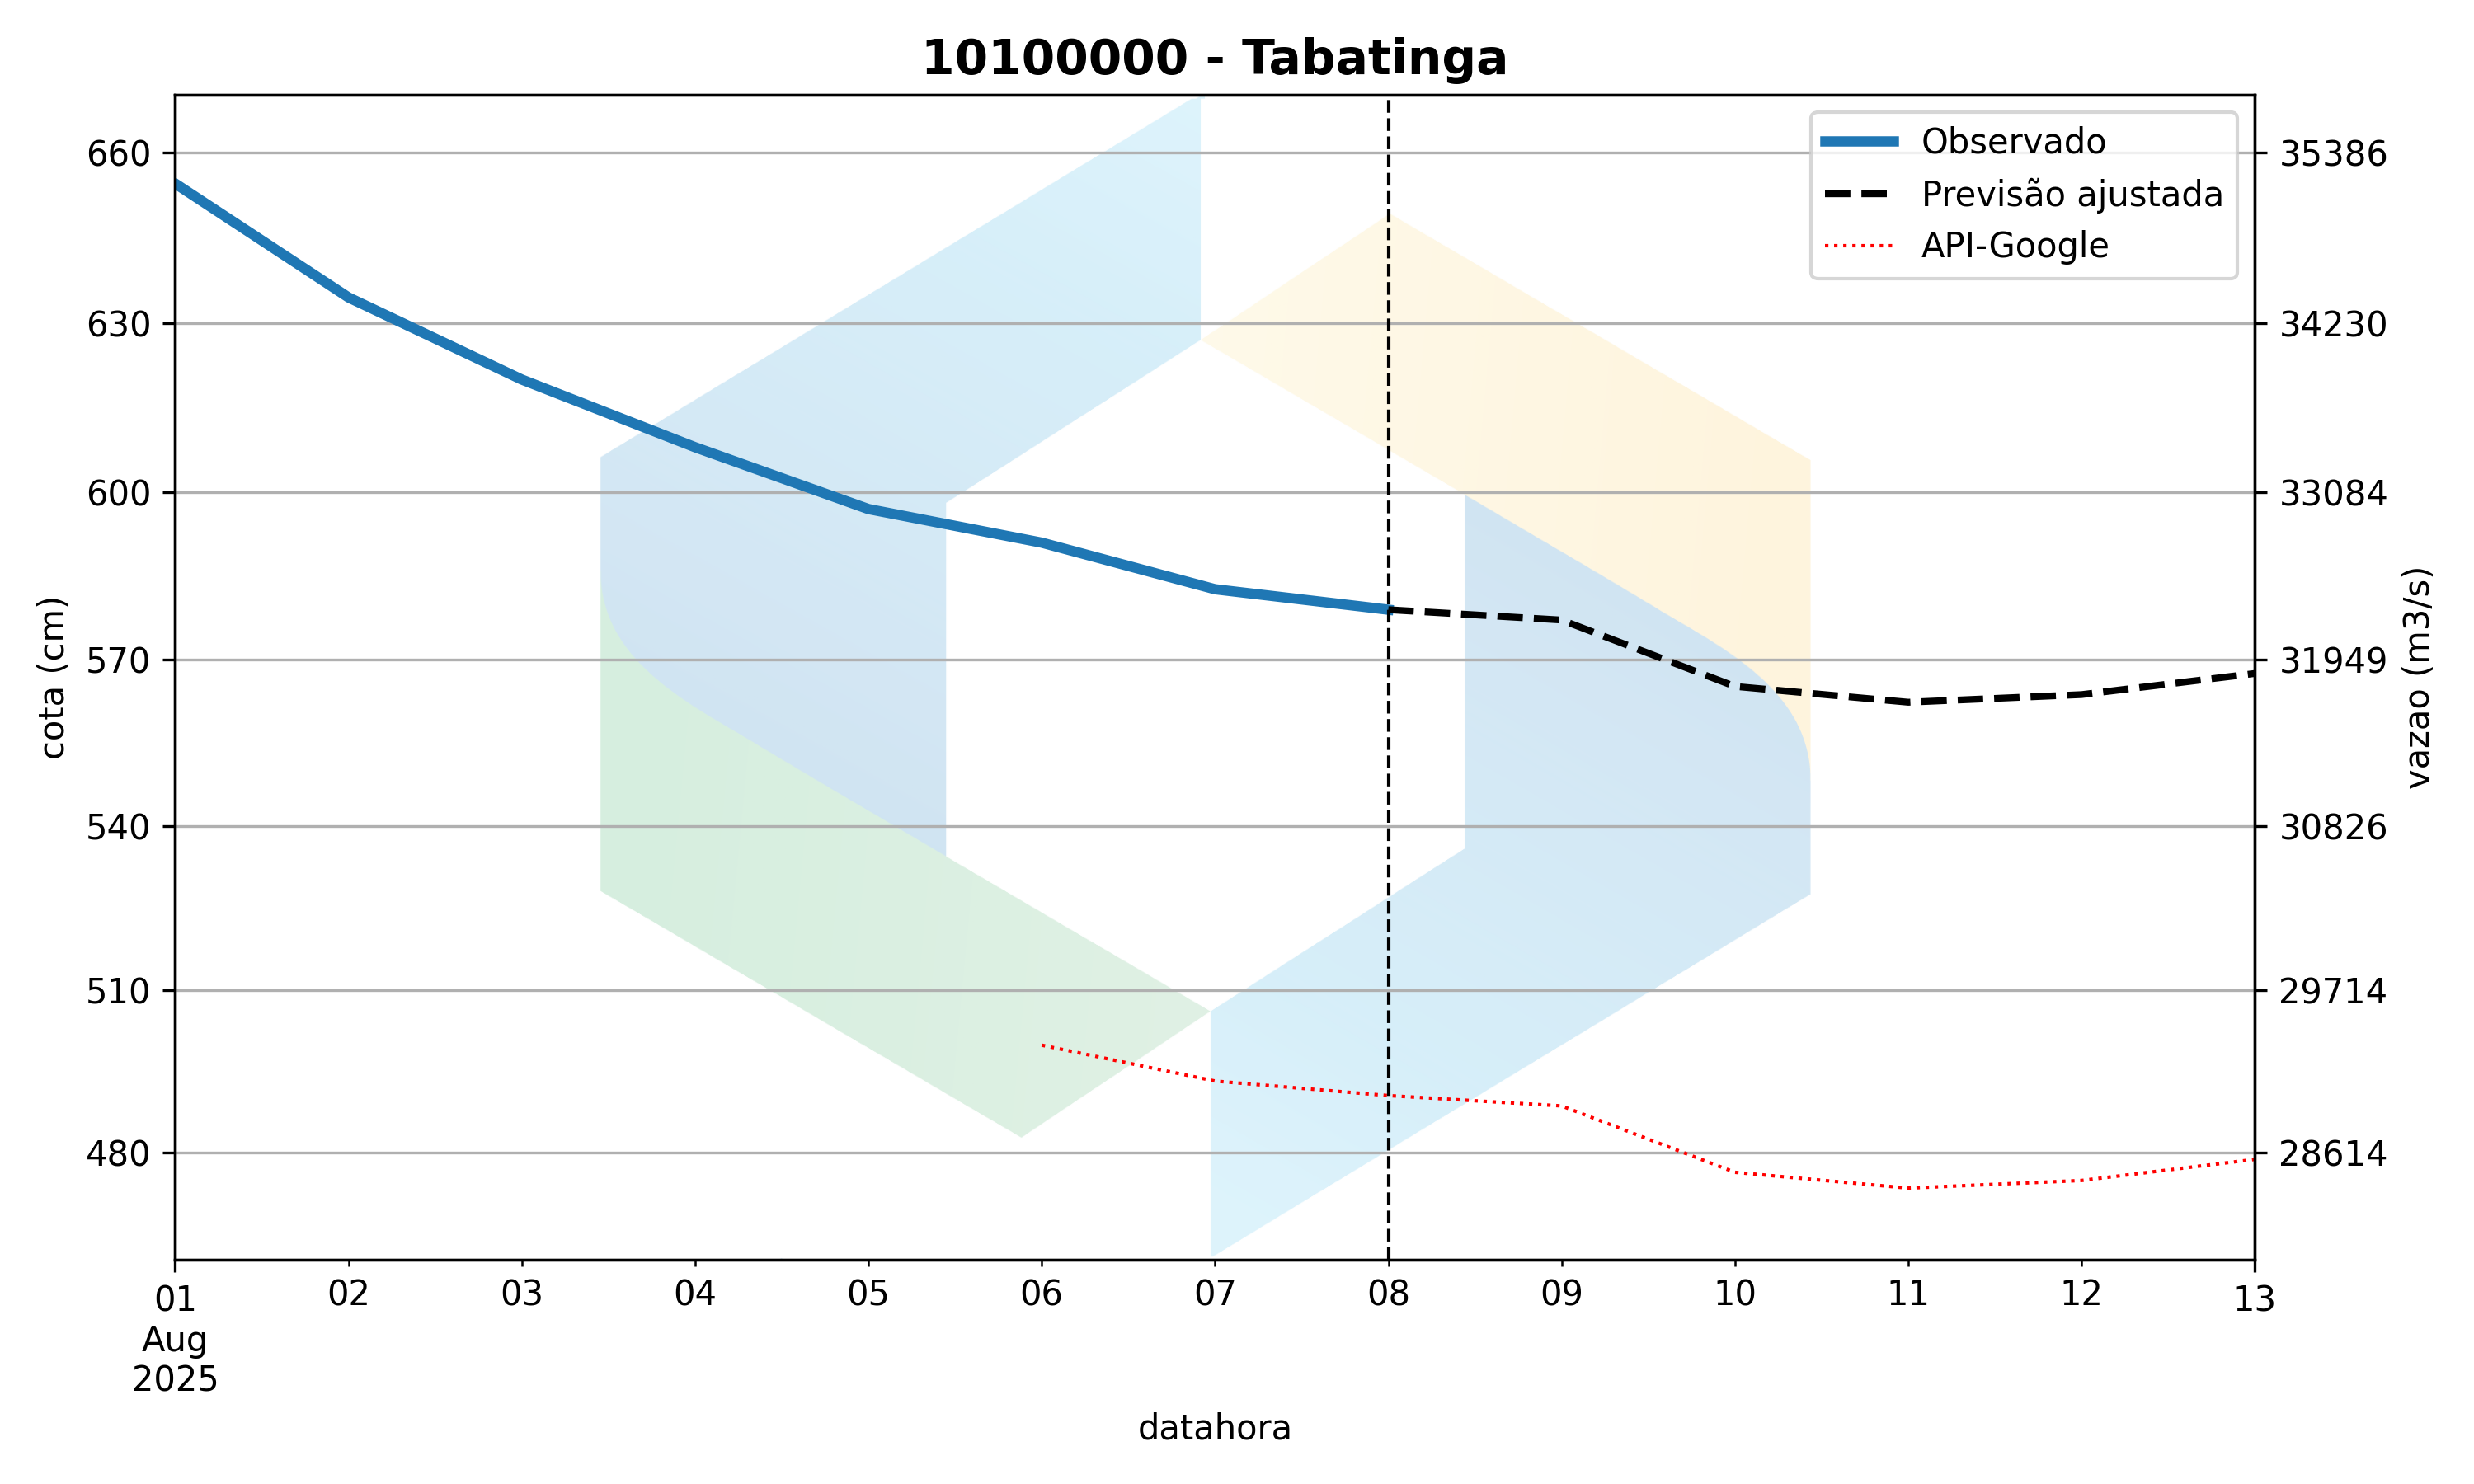 10100000 - Tabatinga
Observado
Previsão ajustada
API-Google
660
630
600
570
540
510
480
cota (cm)
35386
34230
33084
31949
30826
29714
28614
vazao (m3/s)
01 02 03 04 05 06 07 08 09 10 11 12 13
Aug
2025
datahora